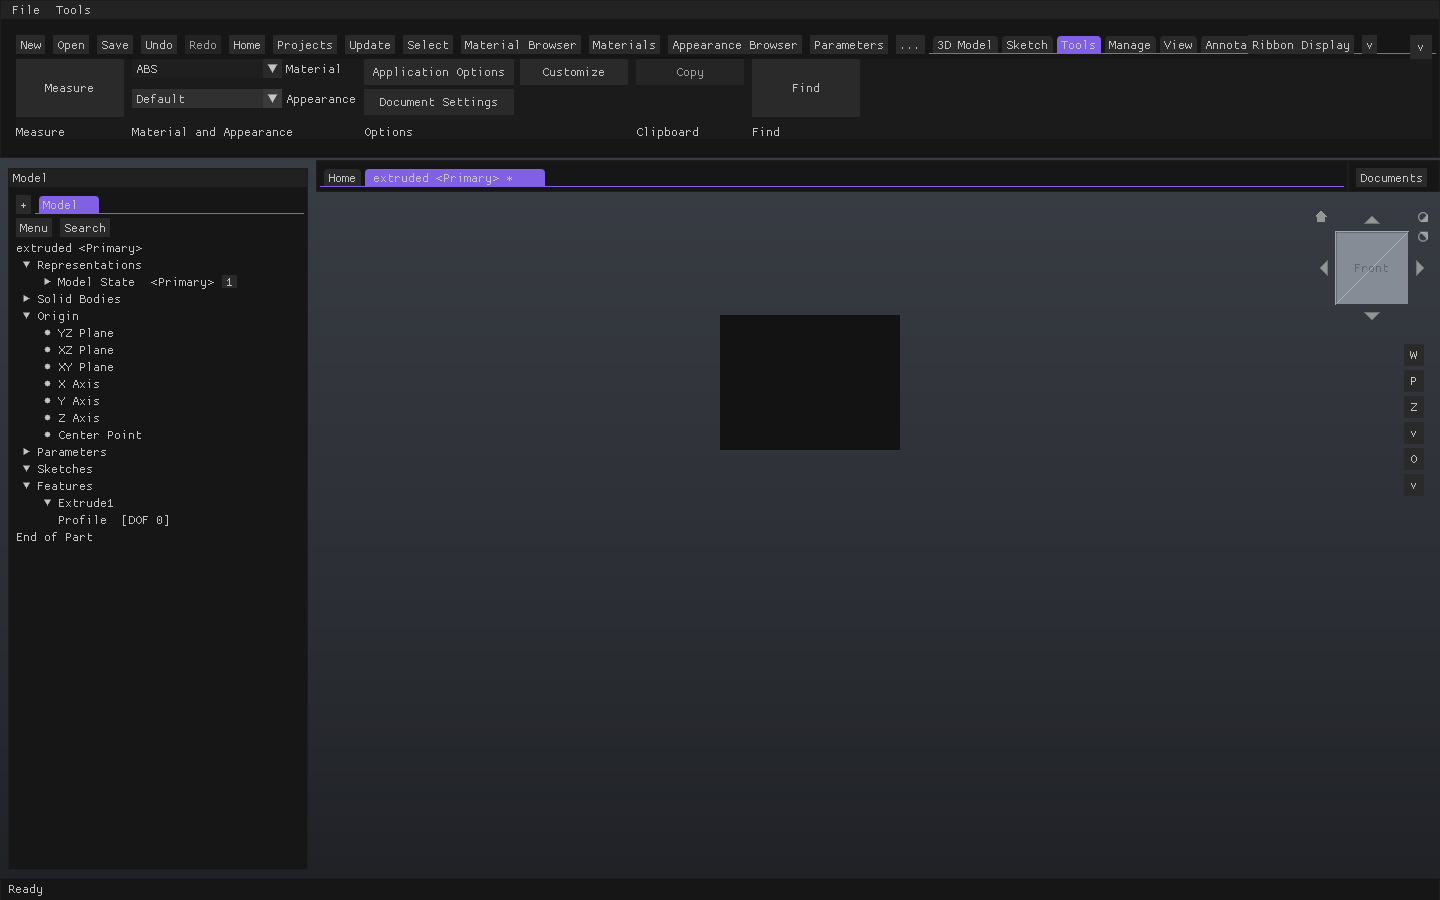 File Tools
New Open Save Undo Redo Home Projects Update Select Material Browser Materials Appearance Browser Parameters ... 3D Model Sketch Tools Manage View Annota Ribbon Display v v
Measure
ABS Material
Default Appearance
Application Options Customize Copy
Document Settings
Find
Measure Material and Appearance Options Clipboard Find
Model
+ Model
Menu Search
extruded <Primary>
Representations
Model State <Primary> 1
Solid Bodies
Origin
YZ Plane
XZ Plane
XY Plane
X Axis
Y Axis
Z Axis
Center Point
Parameters
Sketches
Features
Extrude1
Profile [DOF 0]
End of Part
Home extruded <Primary> * Documents
Front
W
P
Z
v
O
v
Ready